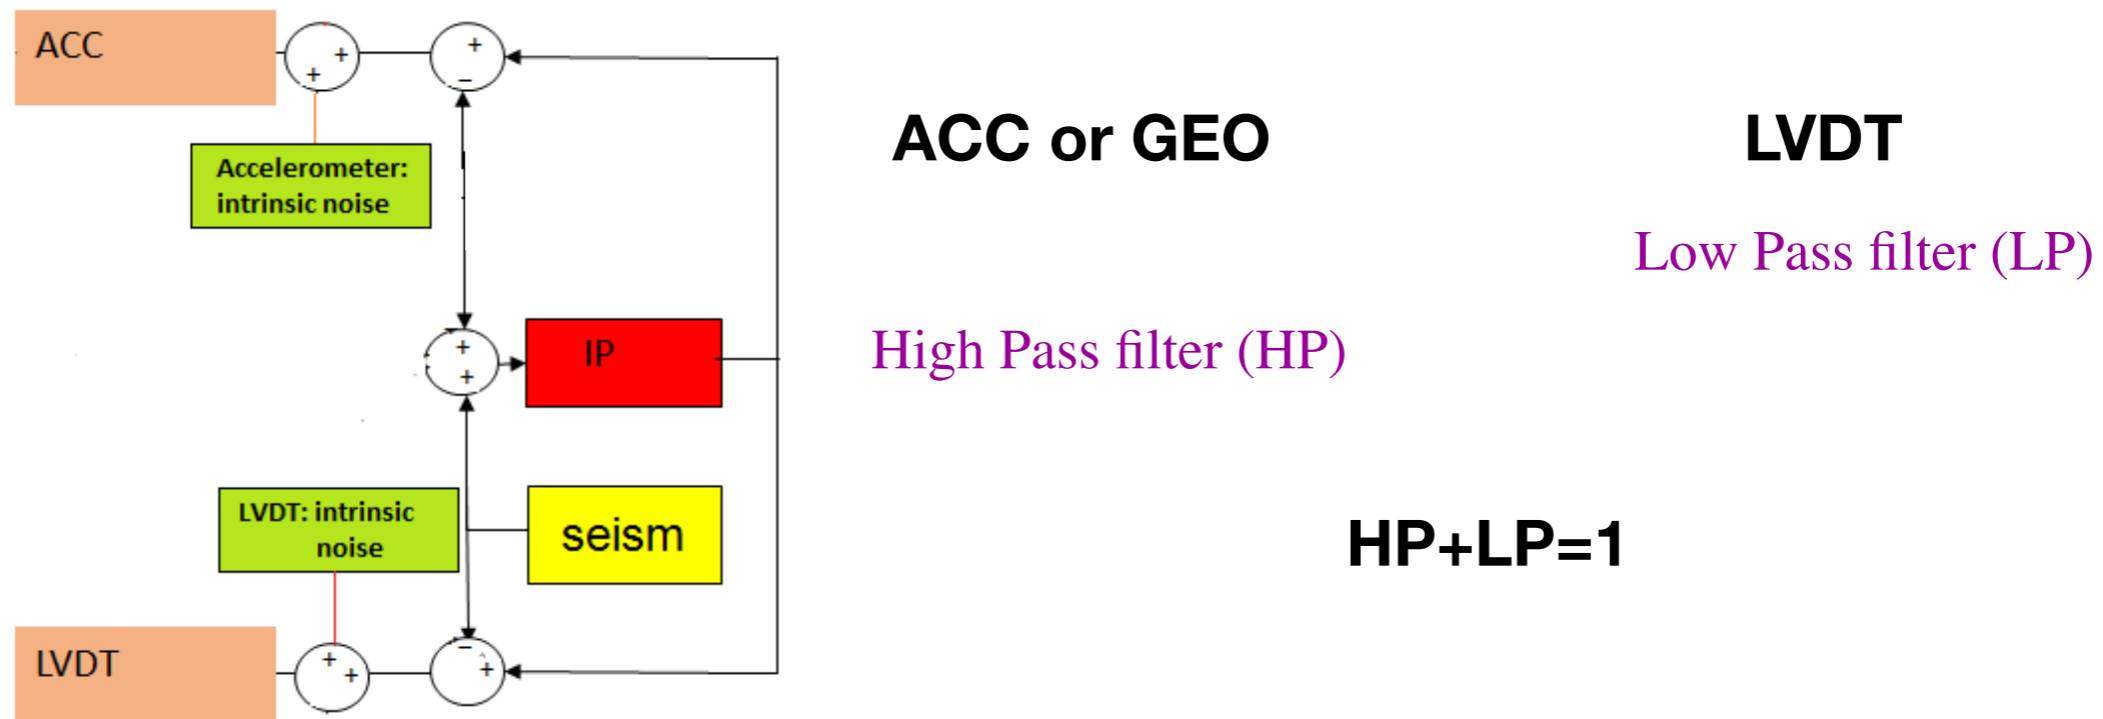 ACC
Accelerometer:
intrinsic noise
IP
LVDT: intrinsic
noise
seism
LVDT
ACC or GEO
LVDT
Low Pass filter (LP)
High Pass filter (HP)
HP+LP=1